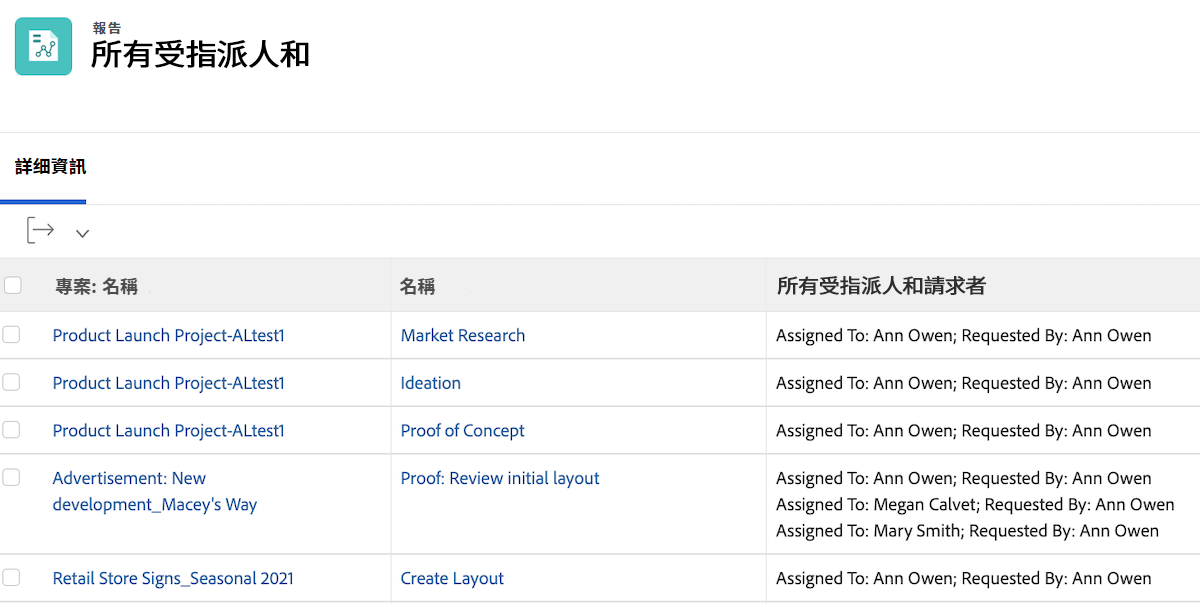 報告
所有受指派人和
詳細資訊
專案: 名稱 名稱 所有受指派人和請求者
Product Launch Project-ALtest1 Market Research Assigned To: Ann Owen; Requested By: Ann Owen
Product Launch Project-ALtest1 Ideation Assigned To: Ann Owen; Requested By: Ann Owen
Product Launch Project-ALtest1 Proof of Concept Assigned To: Ann Owen; Requested By: Ann Owen
Advertisement: New Proof: Review initial layout Assigned To: Ann Owen; Requested By: Ann Owen
development_Macey's Way Assigned To: Megan Calvet; Requested By: Ann Owen
Assigned To: Mary Smith; Requested By: Ann Owen
Retail Store Signs_Seasonal 2021 Create Layout Assigned To: Ann Owen; Requested By: Ann Owen